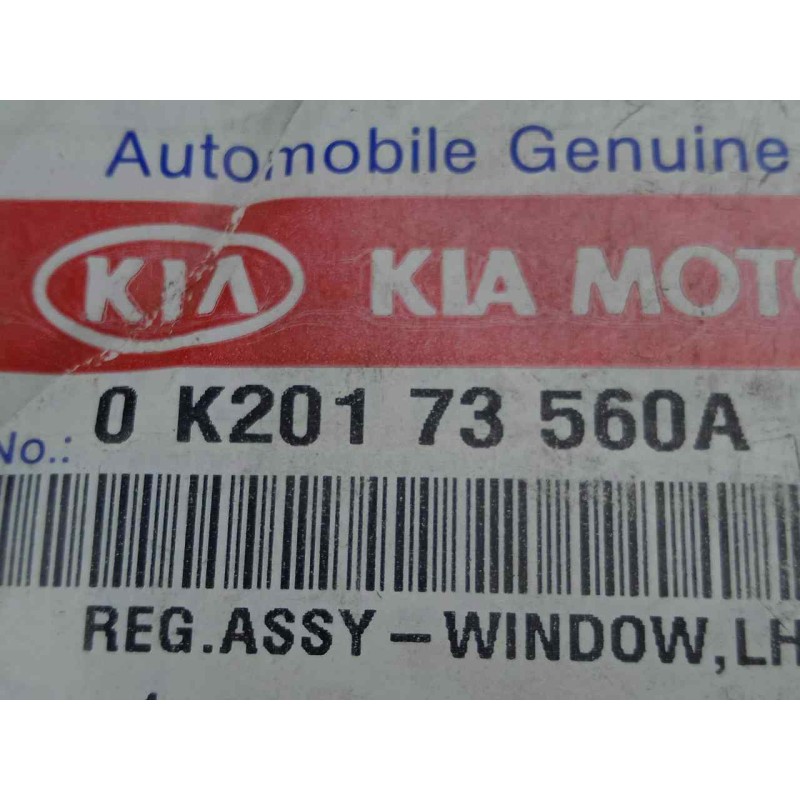 Automobile Genuine
KIA KIA MOTO
0 K201 73 560A
No.:
REG.ASSY-WINDOW,LH